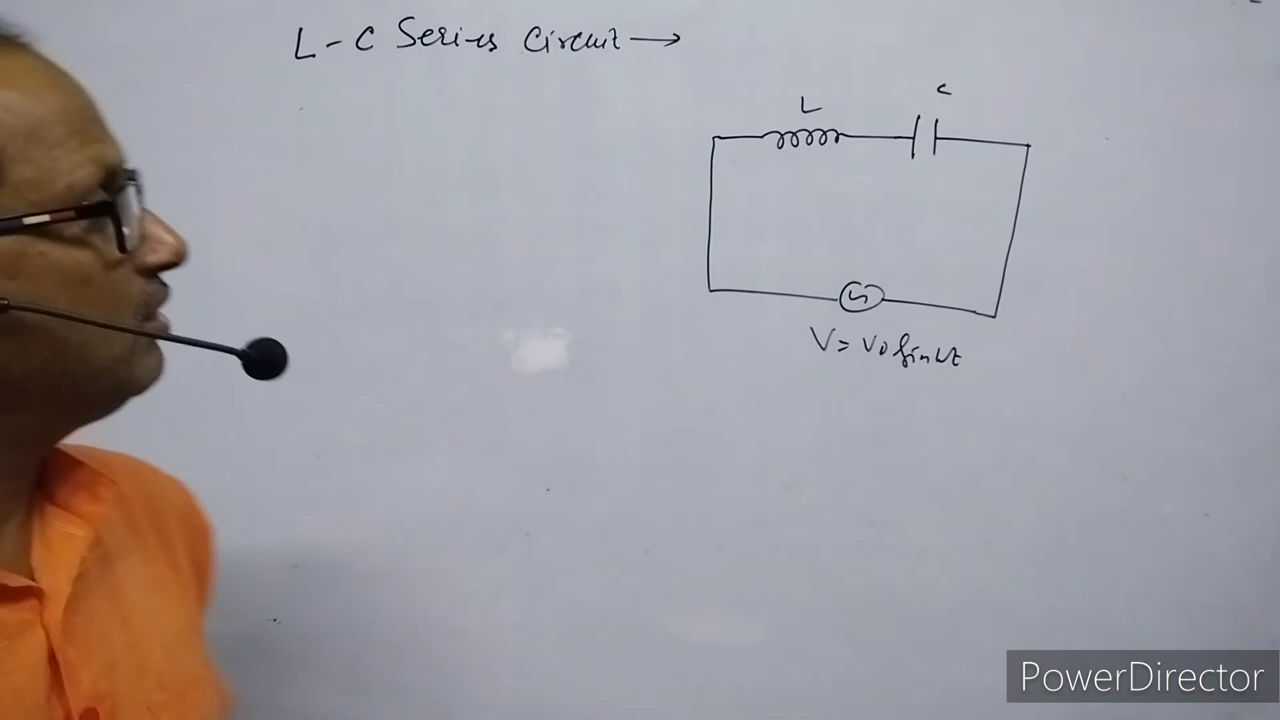 L-C Series Circuit →
L
C
V = V0 sin ωt
PowerDirector